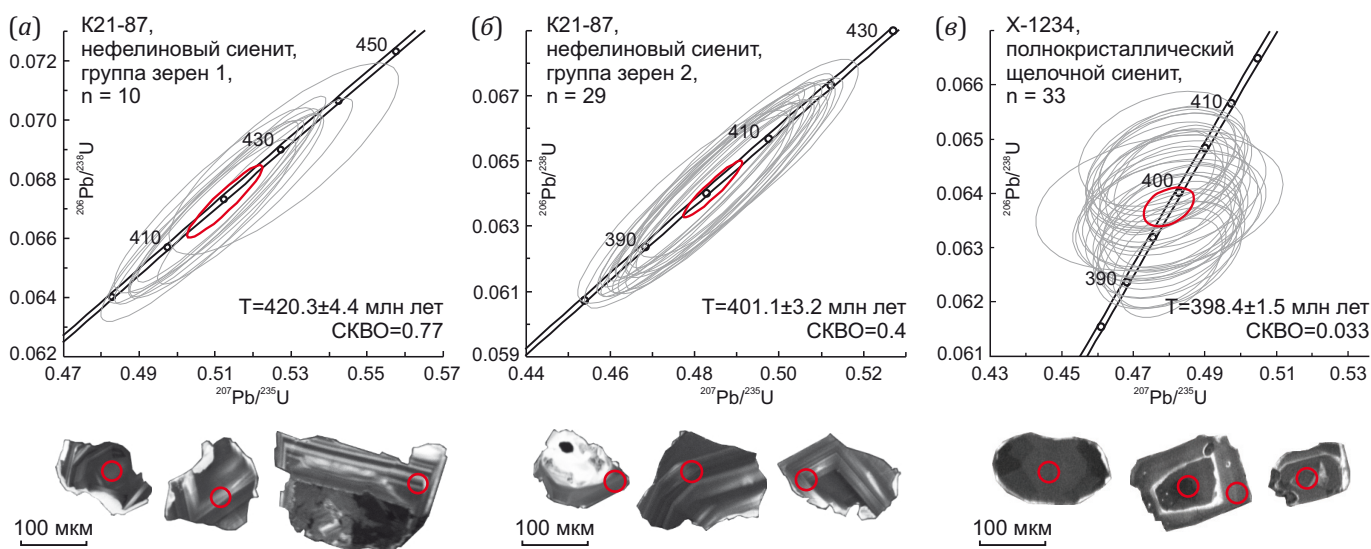 (а)
К21-87,
нефелиновый сиенит,
группа зерен 1,
n = 10
450
430
410
0.072
0.070
0.068
0.066
0.064
0.062
²⁰⁶Pb/²³⁸U
T=420.3±4.4 млн лет
СКВО=0.77
0.47 0.49 0.51 0.53 0.55 0.57
²⁰⁷Pb/²³⁵U
100 мкм
(б)
К21-87,
нефелиновый сиенит,
группа зерен 2,
n = 29
430
410
390
0.069
0.067
0.065
0.063
0.061
0.059
²⁰⁶Pb/²³⁸U
T=401.1±3.2 млн лет
СКВО=0.4
0.44 0.46 0.48 0.50 0.52
²⁰⁷Pb/²³⁵U
100 мкм
(в)
Х-1234,
полнокристаллический
щелочной сиенит,
n = 33
410
400
390
0.066
0.065
0.064
0.063
0.062
0.061
²⁰⁶Pb/²³⁸U
T=398.4±1.5 млн лет
СКВО=0.033
0.43 0.45 0.47 0.49 0.51 0.53
²⁰⁷Pb/²³⁵U
100 мкм